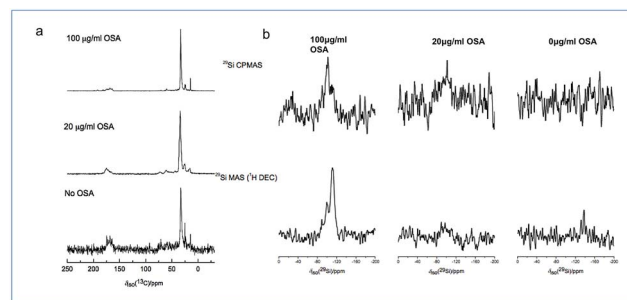 a
100 µg/ml OSA
20 µg/ml OSA
No OSA
250 200 150 100 50 0
δiso(¹³C)/ppm
b
100µg/ml
OSA
20µg/ml OSA
0µg/ml OSA
²⁹Si CPMAS
²⁹Si MAS (¹H DEC)
0 -40 -80 -120 -160 -200
δiso(²⁹Si)/ppm
0 -40 -80 -120 -160 -200
δiso(²⁹Si)/ppm
0 -40 -80 -120 -160 -200
δiso(²⁹Si)/ppm